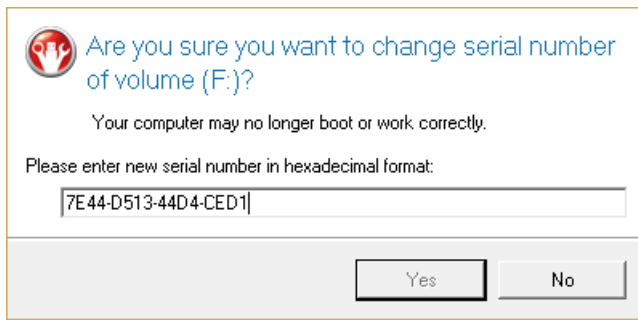 Are you sure you want to change serial number
of volume (F:)?
Your computer may no longer boot or work correctly.
Please enter new serial number in hexadecimal format:
7E44-D513-44D4-CED1
Yes
No